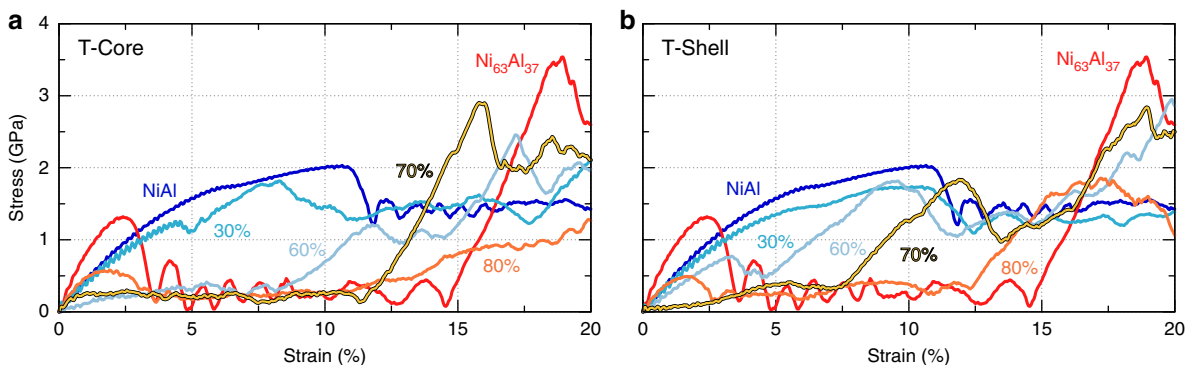 a
T-Core
Stress (GPa)
4
3
2
1
0
0
5
10
15
20
Strain (%)
NiAl
30%
60%
70%
80%
Ni₆₃Al₃₇
b
T-Shell
0
5
10
15
20
Strain (%)
NiAl
30%
60%
70%
80%
Ni₆₃Al₃₇